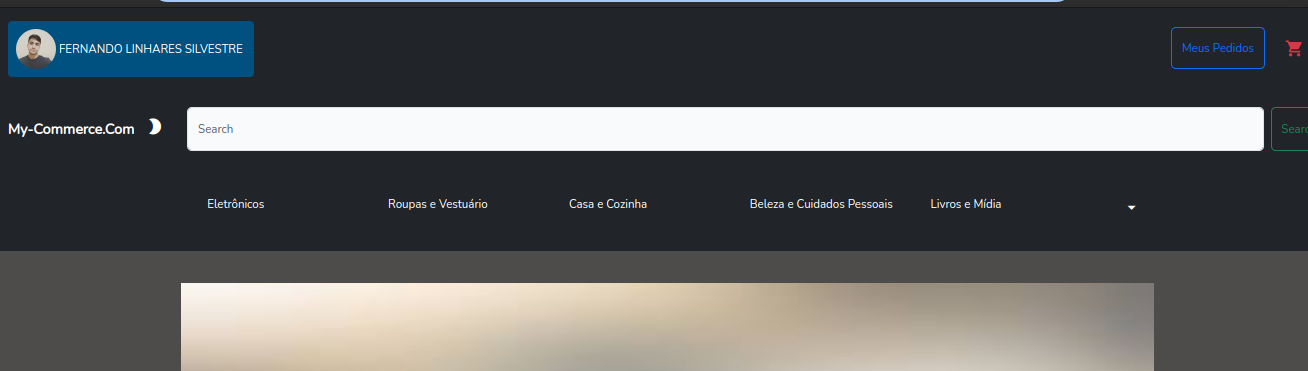 FERNANDO LINHARES SILVESTRE
Meus Pedidos
My-Commerce.Com
Search
Eletrônicos
Roupas e Vestuário
Casa e Cozinha
Beleza e Cuidados Pessoais
Livros e Mídia